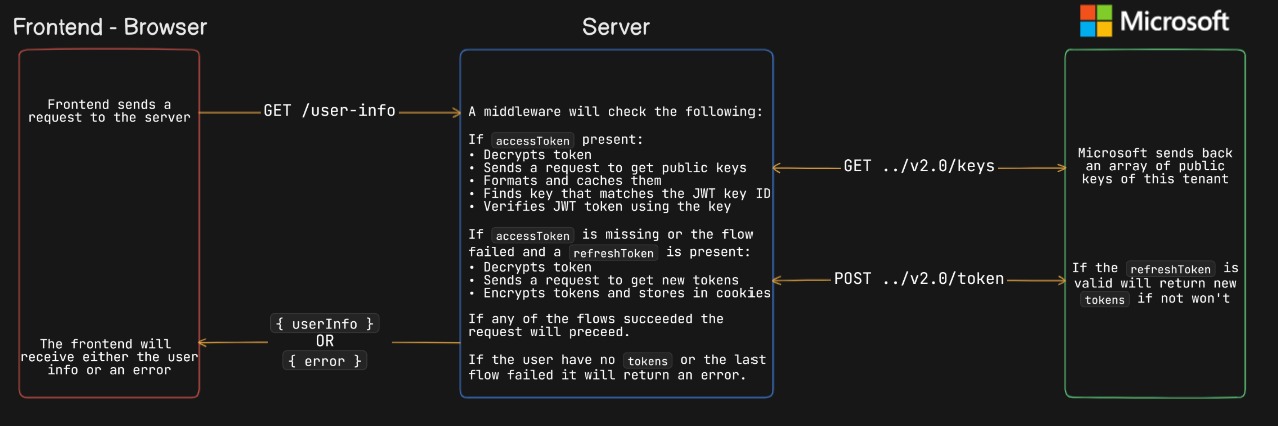 Frontend - Browser
Server
Microsoft
Frontend sends a
request to the server
GET /user-info
A middleware will check the following:
If accessToken present:
• Decrypts token
• Sends a request to get public keys
• Formats and caches them
• Finds key that matches the JWT key ID
• Verifies JWT token using the key
GET ../v2.0/keys
Microsoft sends back
an array of public
keys of this tenant
If accessToken is missing or the flow
failed and a refreshToken is present:
• Decrypts token
• Sends a request to get new tokens
• Encrypts tokens and stores in cookies
POST ../v2.0/token
If the refreshToken is
valid will return new
tokens if not won't
If any of the flows succeeded the
request will preceed.
If the user have no tokens or the last
flow failed it will return an error.
{ userInfo }
OR
{ error }
The frontend will
receive either the user
info or an error